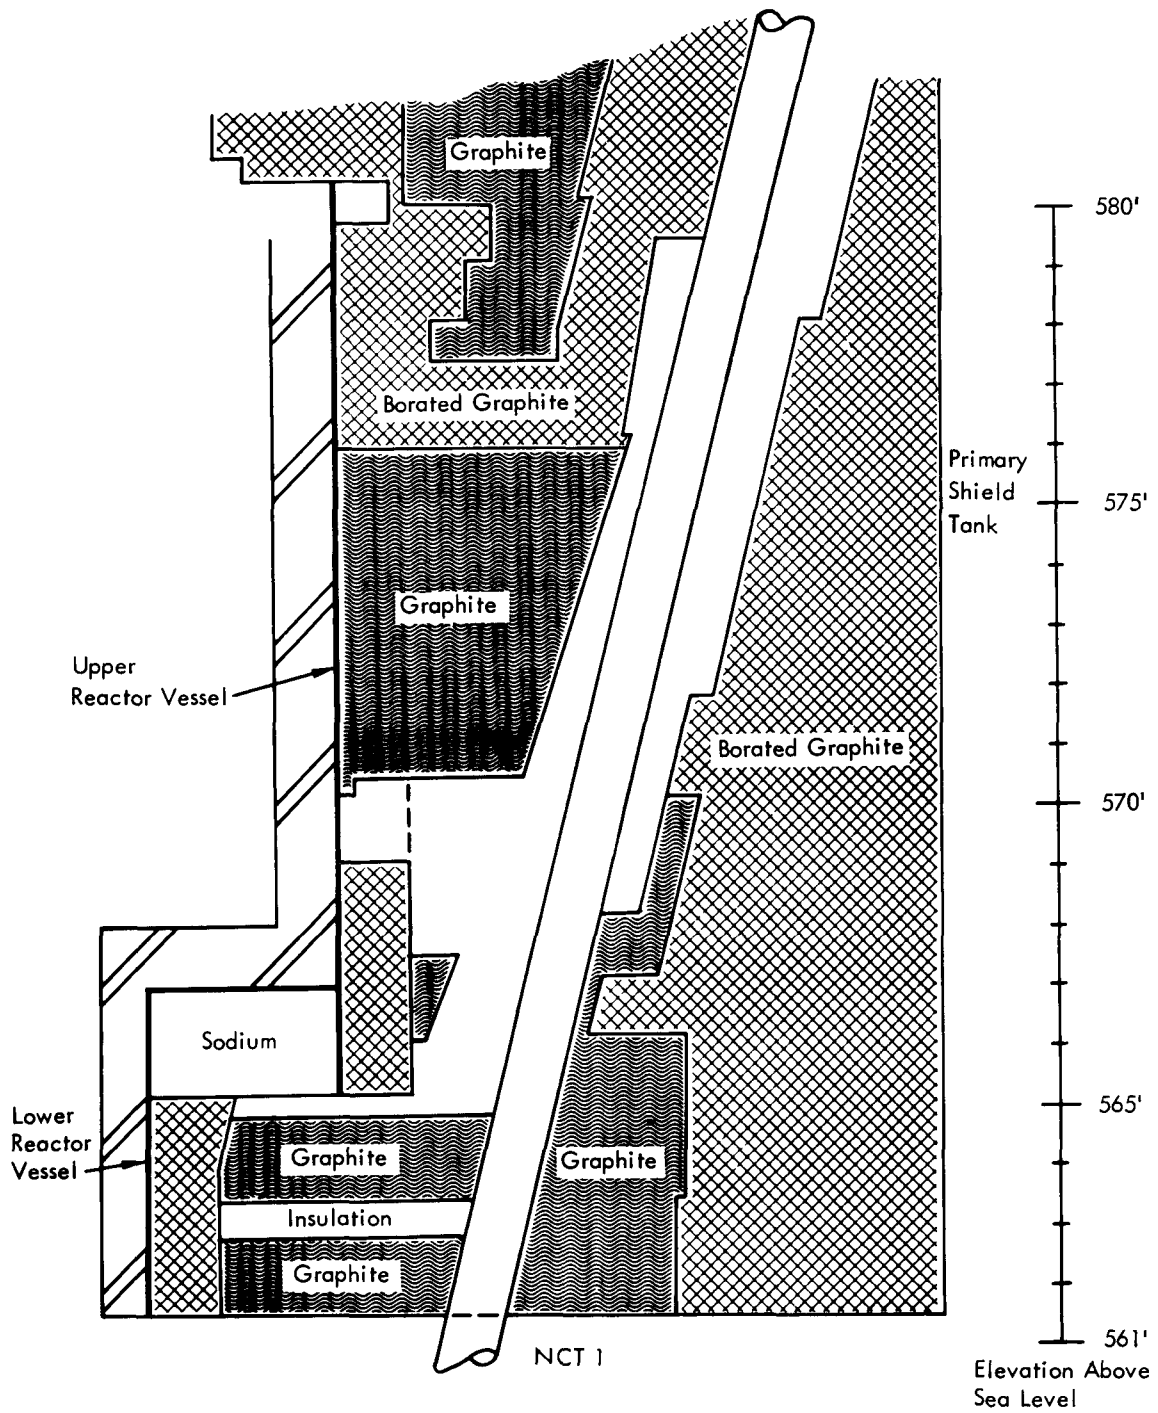 Graphite
580'
Borated Graphite
Primary
Shield
Tank
575'
Graphite
Upper
Reactor Vessel
Borated Graphite
570'
Sodium
Lower
Reactor
Vessel
565'
Graphite
Graphite
Insulation
Graphite
561'
NCT 1
Elevation Above
Sea Level